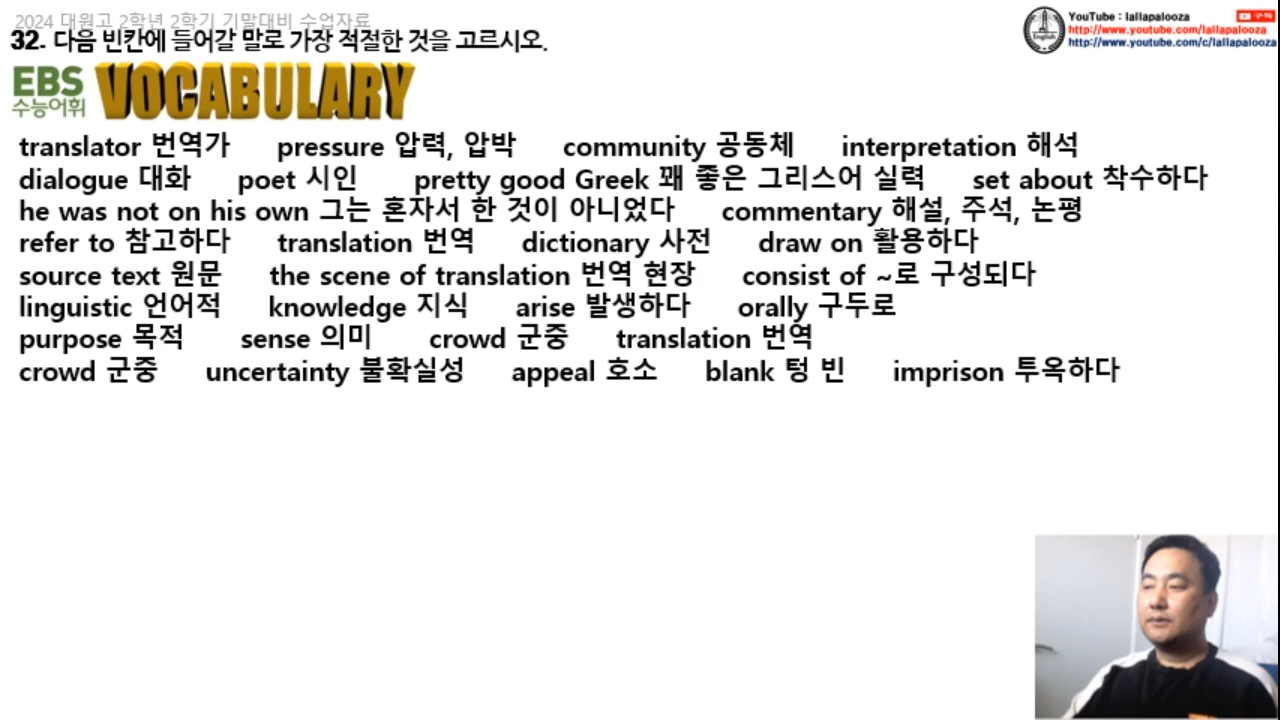 2024 대원고 2학년 2학기 기말대비 수업자료
32. 다음 빈칸에 들어갈 말로 가장 적절한 것을 고르시오.
YouTube : lallapalooza
http://www.youtube.com/lallapalooza
http://www.youtube.com/c/lallapalooza
English
EBS
수능어휘
VOCABULARY
translator 번역가 pressure 압력, 압박 community 공동체 interpretation 해석
dialogue 대화 poet 시인 pretty good Greek 꽤 좋은 그리스어 실력 set about 착수하다
he was not on his own 그는 혼자서 한 것이 아니었다 commentary 해설, 주석, 논평
refer to 참고하다 translation 번역 dictionary 사전 draw on 활용하다
source text 원문 the scene of translation 번역 현장 consist of ~로 구성되다
linguistic 언어적 knowledge 지식 arise 발생하다 orally 구두로
purpose 목적 sense 의미 crowd 군중 translation 번역
crowd 군중 uncertainty 불확실성 appeal 호소 blank 텅 빈 imprison 투옥하다